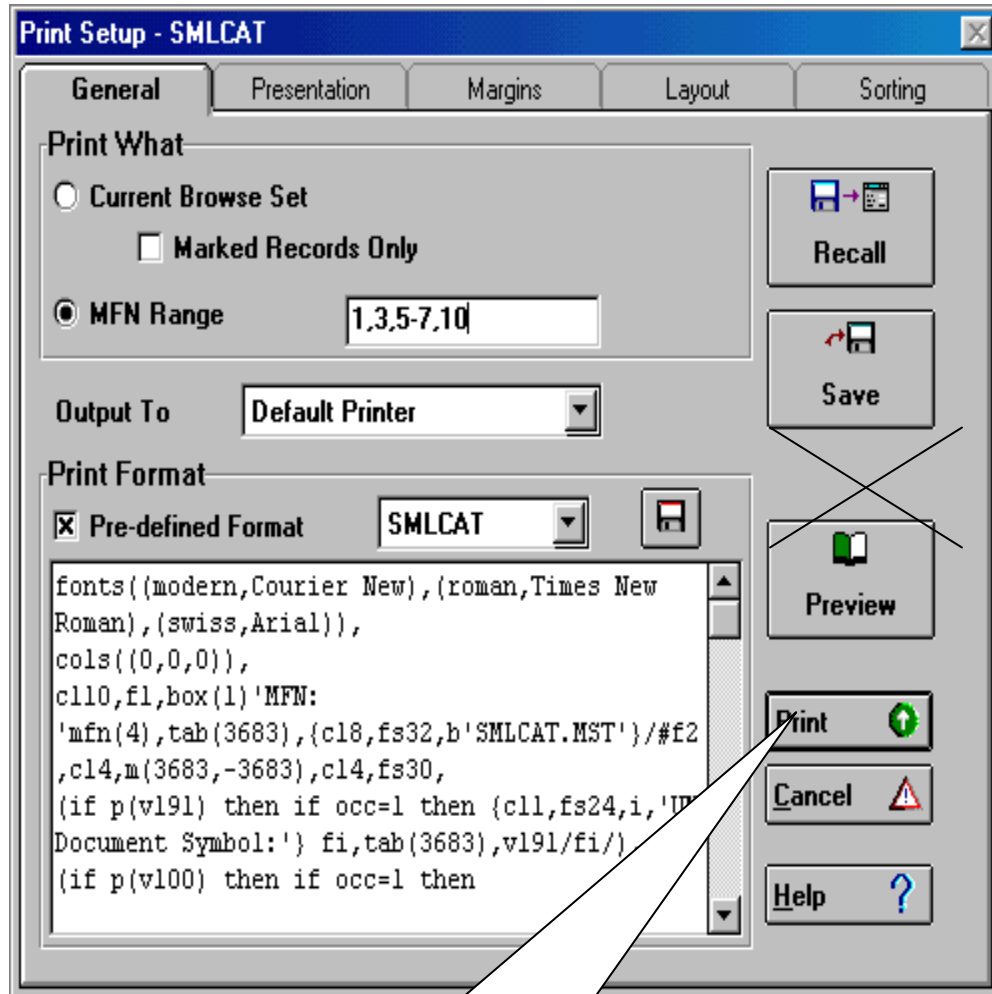 Print Setup - SMLCAT
General Presentation Margins Layout Sorting
Print What
Current Browse Set
Marked Records Only
MFN Range 1,3,5-7,10
Output To Default Printer
Print Format
Pre-defined Format SMLCAT
fonts((modern,Courier New),(roman,Times New
Roman),(swiss,Arial)),
cols((0,0,0)),
cl10,f1,box(1)'MFN:
'mfn(4),tab(3683),{cl8,fs32,b'SMLCAT.MST'}/#f2
,cl4,m(3683,-3683),cl4,fs30,
(if p(v191) then if occ=1 then {cl1,fs24,i,'
Document Symbol:'} fi,tab(3683),v191/fi/)
(if p(v100) then if occ=1 then
Recall
Save
Preview
Print
Cancel
Help